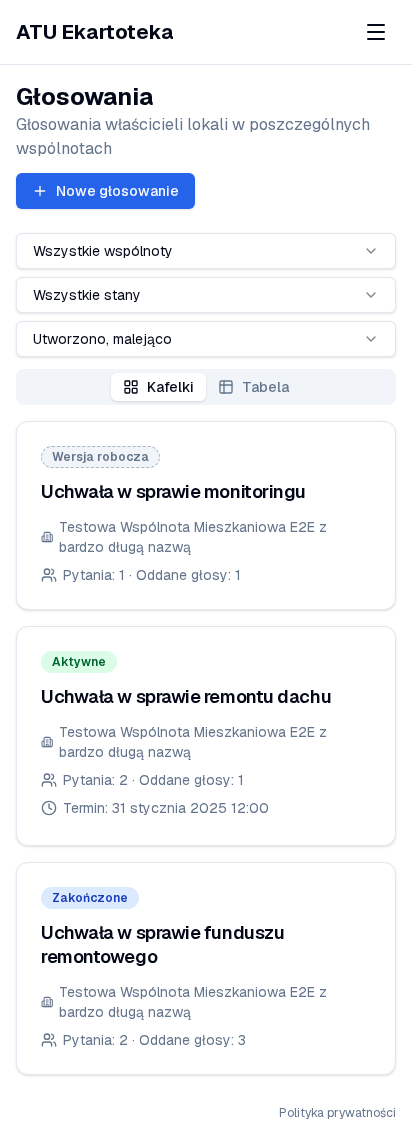 ATU Ekartoteka
Głosowania
Głosowania właścicieli lokali w poszczególnych
wspólnotach
Nowe głosowanie
Wszystkie wspólnoty
Wszystkie stany
Utworzono, malejąco
Kafelki
Tabela
Wersja robocza
Uchwała w sprawie monitoringu
Testowa Wspólnota Mieszkaniowa E2E z
bardzo długą nazwą
Pytania: 1 · Oddane głosy: 1
Aktywne
Uchwała w sprawie remontu dachu
Testowa Wspólnota Mieszkaniowa E2E z
bardzo długą nazwą
Pytania: 2 · Oddane głosy: 1
Termin: 31 stycznia 2025 12:00
Zakończone
Uchwała w sprawie funduszu
remontowego
Testowa Wspólnota Mieszkaniowa E2E z
bardzo długą nazwą
Pytania: 2 · Oddane głosy: 3
Polityka prywatności